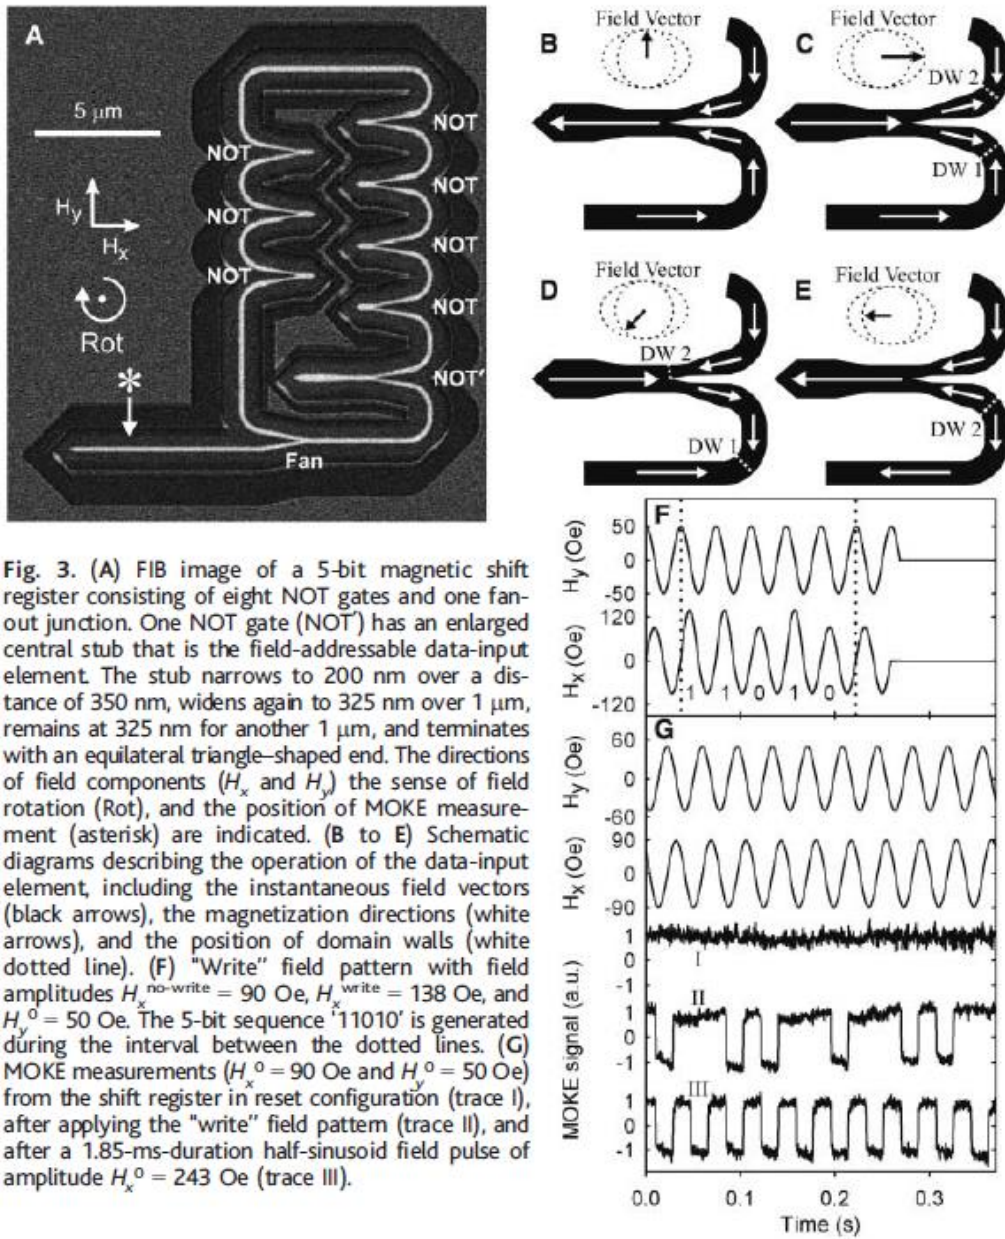 A
5 μm
NOT
NOT
NOT
NOT
NOT
NOT
NOT
NOT′
Hy
Hx
Rot
*
Fan
B
Field Vector
C
Field Vector
DW 2
DW 1
D
Field Vector
DW 2
DW 1
E
Field Vector
DW 2
Fig. 3. (A) FIB image of a 5-bit magnetic shift
register consisting of eight NOT gates and one fan-
out junction. One NOT gate (NOT′) has an enlarged
central stub that is the field-addressable data-input
element. The stub narrows to 200 nm over a dis-
tance of 350 nm, widens again to 325 nm over 1 μm,
remains at 325 nm for another 1 μm, and terminates
with an equilateral triangle–shaped end. The directions
of field components (Hx and Hy) the sense of field
rotation (Rot), and the position of MOKE measure-
ment (asterisk) are indicated. (B to E) Schematic
diagrams describing the operation of the data-input
element, including the instantaneous field vectors
(black arrows), the magnetization directions (white
arrows), and the position of domain walls (white
dotted line). (F) "Write" field pattern with field
amplitudes Hx^no-write = 90 Oe, Hx^write = 138 Oe, and
Hy^0 = 50 Oe. The 5-bit sequence '11010' is generated
during the interval between the dotted lines. (G)
MOKE measurements (Hx^0 = 90 Oe and Hy^0 = 50 Oe)
from the shift register in reset configuration (trace I),
after applying the "write" field pattern (trace II), and
after a 1.85-ms-duration half-sinusoid field pulse of
amplitude Hx^0 = 243 Oe (trace III).
F
Hy (Oe)
50
0
-50
Hx (Oe)
120
0
-120
1 1 0 1 0
G
Hy (Oe)
60
0
-60
Hx (Oe)
90
0
-90
MOKE signal (a.u.)
1
0
-1
I
1
0
-1
II
1
0
-1
III
0.0 0.1 0.2 0.3
Time (s)